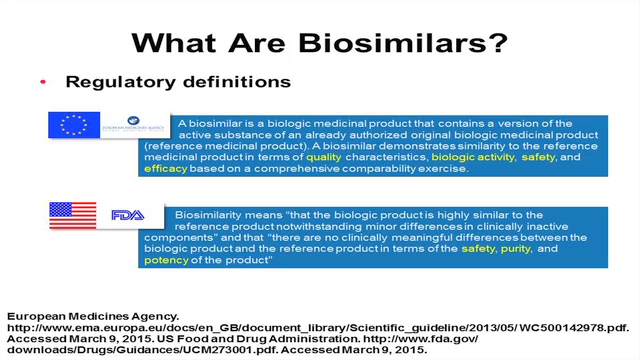 What Are Biosimilars?
• Regulatory definitions
EUROPEAN MEDICINES AGENCY
A biosimilar is a biologic medicinal product that contains a version of the
active substance of an already authorized original biologic medicinal product
(reference medicinal product). A biosimilar demonstrates similarity to the reference
medicinal product in terms of quality characteristics, biologic activity, safety, and
efficacy based on a comprehensive comparability exercise.
FDA
Biosimilarity means “that the biologic product is highly similar to the
reference product notwithstanding minor differences in clinically inactive
components” and that “there are no clinically meaningful differences between the
biologic product and the reference product in terms of the safety, purity, and
potency of the product”
European Medicines Agency.
http://www.ema.europa.eu/docs/en_GB/document_library/Scientific_guideline/2013/05/ WC500142978.pdf.
Accessed March 9, 2015. US Food and Drug Administration. http://www.fda.gov/
downloads/Drugs/Guidances/UCM273001.pdf. Accessed March 9, 2015.